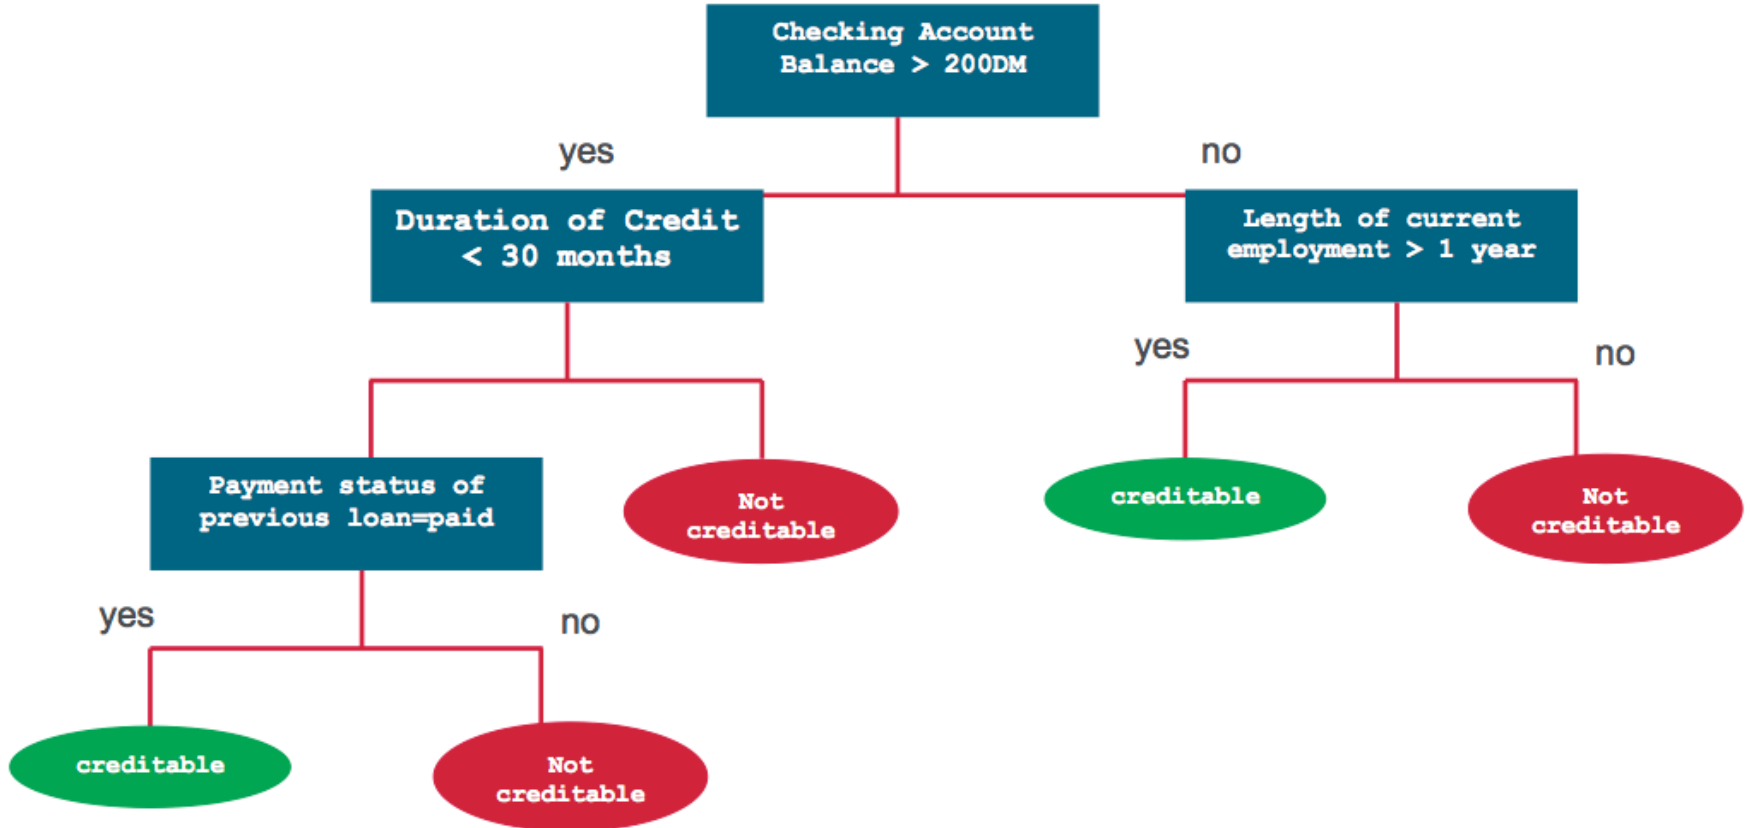 Checking Account
Balance > 200DM
yes
no
Duration of Credit
< 30 months
Length of current
employment > 1 year
yes
no
Payment status of
previous loan=paid
Not
creditable
creditable
Not
creditable
yes
no
creditable
Not
creditable